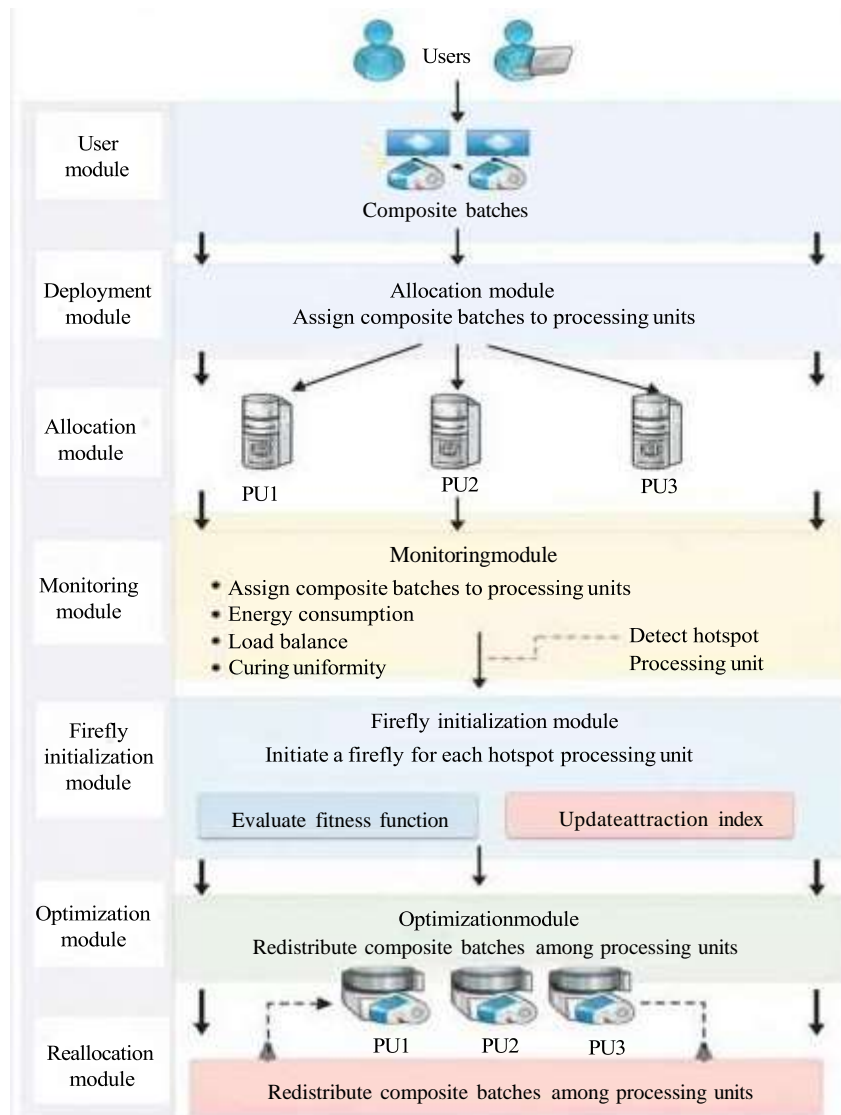 Users
User
module
Composite batches
Deployment
module
Allocation module
Assign composite batches to processing units
Allocation
module
PU1
PU2
PU3
Monitoring
module
Monitoringmodule
• Assign composite batches to processing units
• Energy consumption
• Load balance
• Curing uniformity
Detect hotspot
Processing unit
Firefly
initialization
module
Firefly initialization module
Initiate a firefly for each hotspot processing unit
Evaluate fitness function
Updateattraction index
Optimization
module
Optimizationmodule
Redistribute composite batches among processing units
PU1
PU2
PU3
Reallocation
module
Redistribute composite batches among processing units